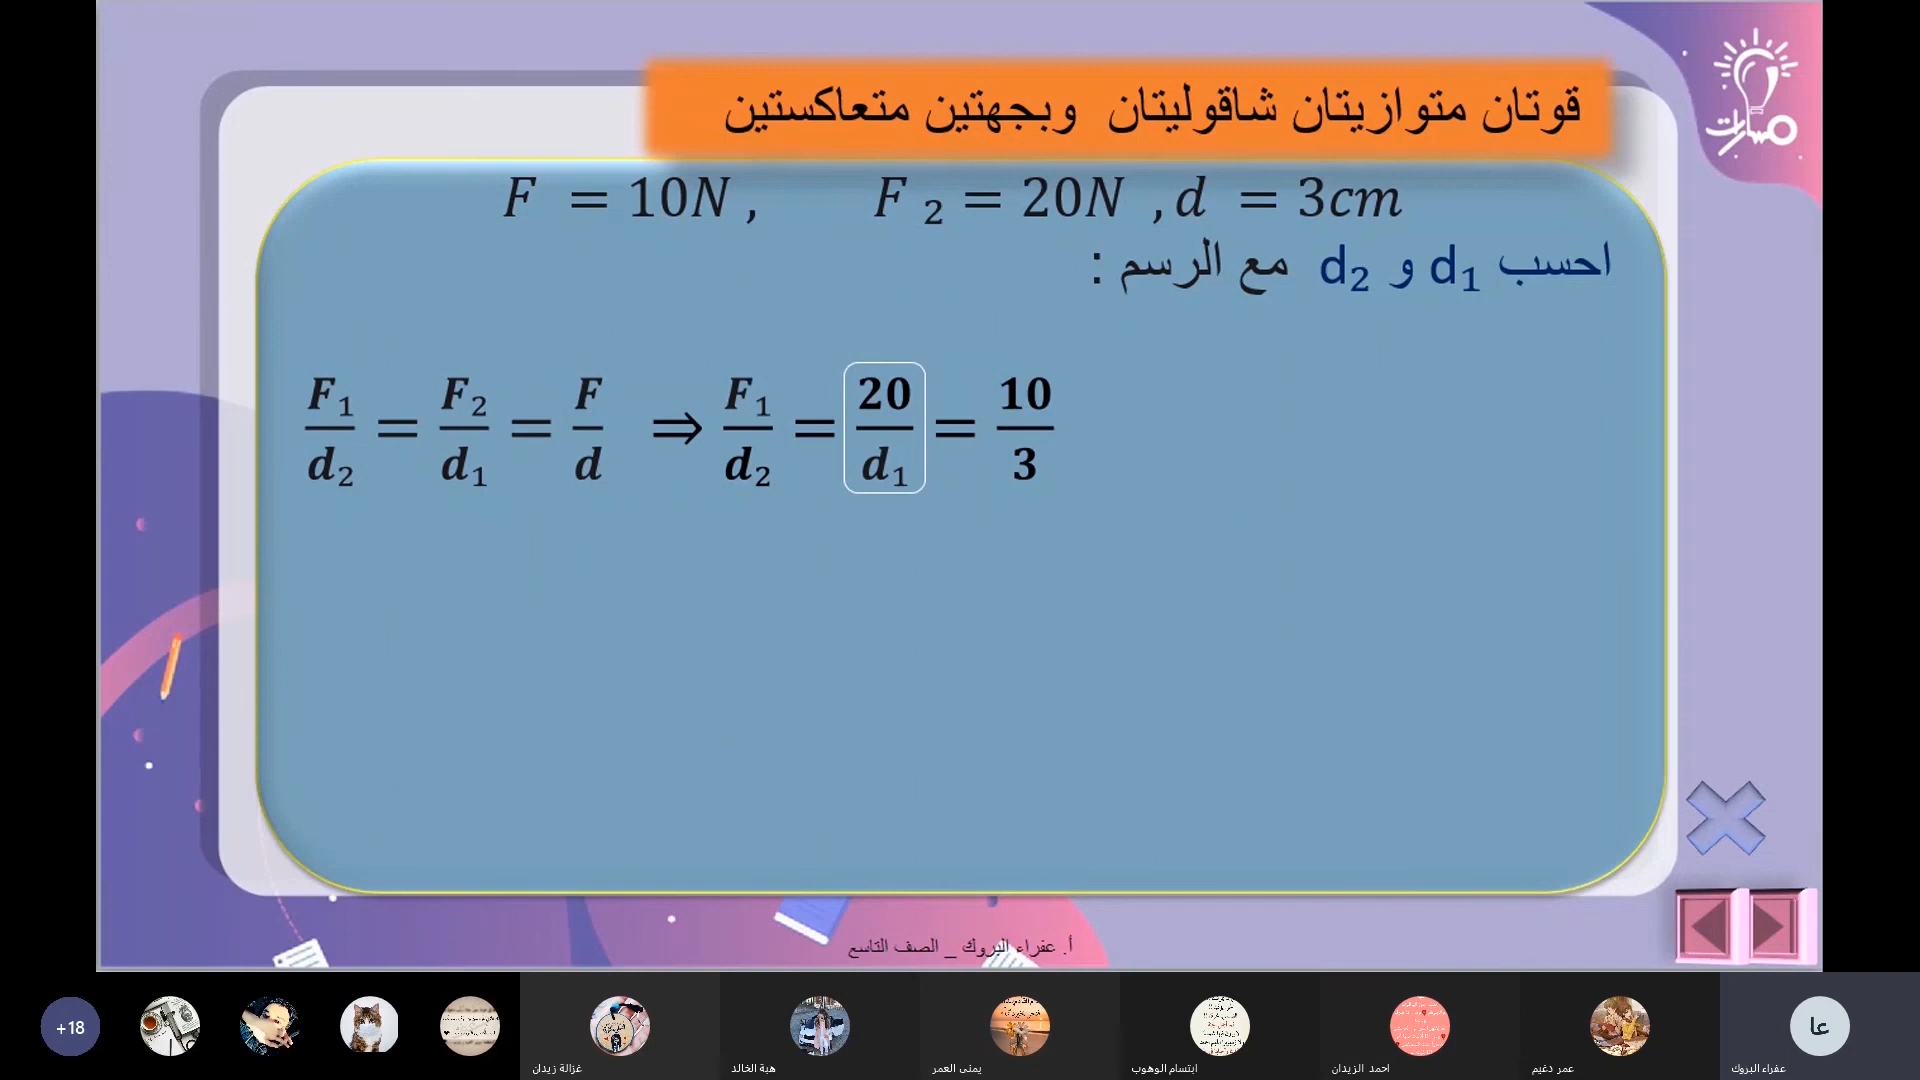 قوتان متوازيتان شاقوليتان وبجهتين متعاكستين
مسارات
F = 10N , F ₂ = 20N , d = 3cm
احسب d₁ و d₂ مع الرسم :
F₁/d₂ = F₂/d₁ = F/d ⇒ F₁/d₂ = 20/d₁ = 10/3
أ. عفراء البروك _ الصف التاسع
+18
عا
غزالة زيدان
هبة الخالد
يمنى العمر
ابتسام الوهوب
احمد الزيدان
عمر دغيم
عفراء البروك